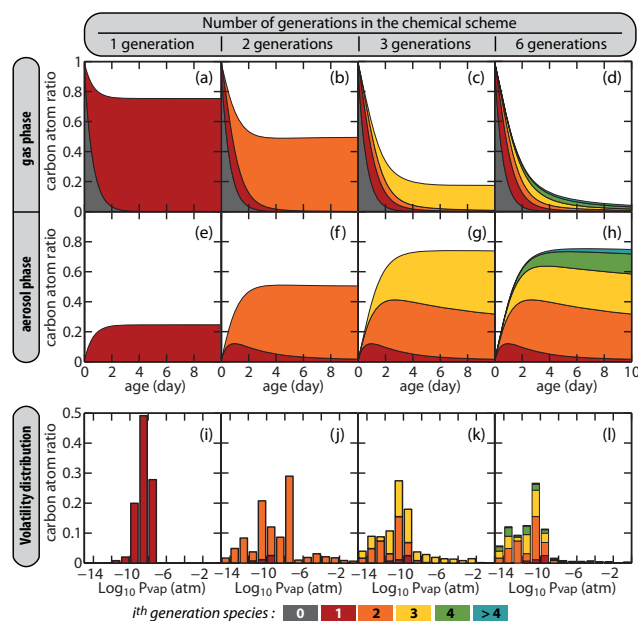 Number of generations in the chemical scheme
1 generation | 2 generations | 3 generations | 6 generations
gas phase
carbon atom ratio
1
0.8
0.6
0.4
0.2
0
(a) (b) (c) (d)
aerosol phase
carbon atom ratio
0.8
0.6
0.4
0.2
0
(e) (f) (g) (h)
0 2 4 6 8 0 2 4 6 8 0 2 4 6 8 0 2 4 6 8 10
age (day) age (day) age (day) age (day)
Volatility distribution
carbon atom ratio
0.5
0.4
0.3
0.2
0.1
0
(i) (j) (k) (l)
−14 −10 −6 −2 −14 −10 −6 −2 −14 −10 −6 −2 −14 −10 −6 −2
Log10 Pvap (atm) Log10 Pvap (atm) Log10 Pvap (atm) Log10 Pvap (atm)
ith generation species : 0 1 2 3 4 > 4